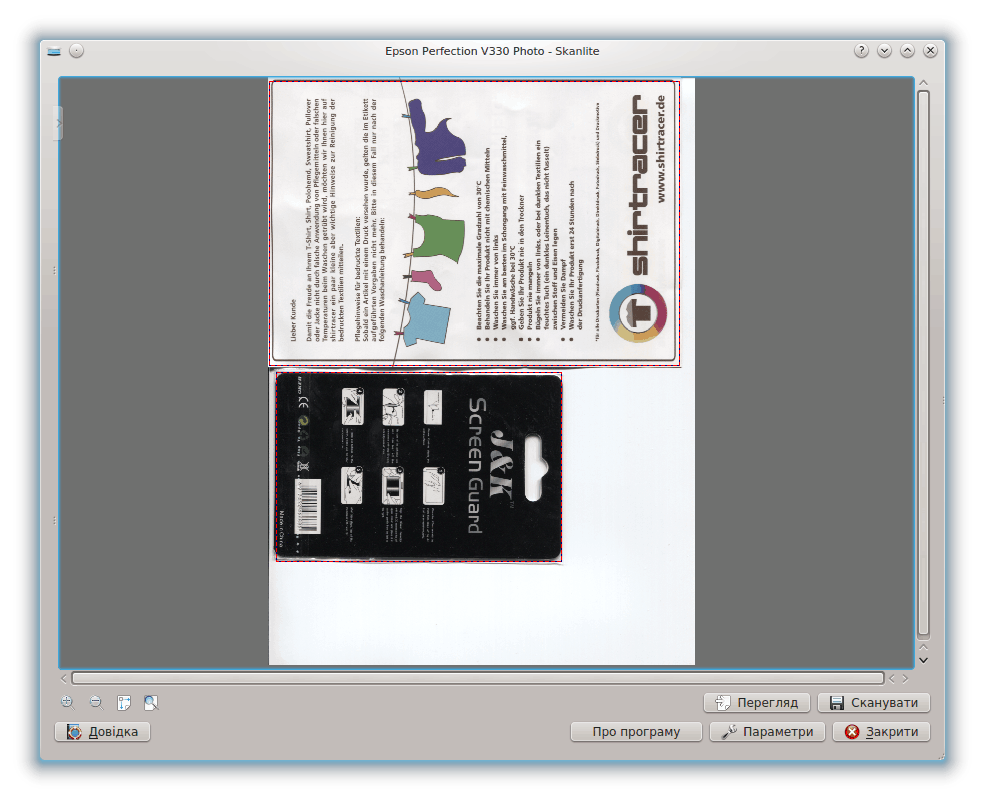 Epson Perfection V330 Photo - Skanlite
Lieber Kunde
Damit die Freude an Ihrem T-Shirt, Shirt, Polohemd, Sweatshirt, Pullover
oder Jacke nicht durch falsche Anwendung von Pflegemitteln oder falschen
Temperaturen beim Waschen getrübt wird, möchten wir Ihnen hier auf
shirtracer ein paar kleine aber wichtige Hinweise zur Reinigung der
bedruckten Textilien mitteilen.
Pflegehinweise für bedruckte Textilien:
Sobald ein Artikel mit einem Druck versehen wurde, gelten die im Etikett
aufgeführten Vorgaben nicht mehr. Bitte in diesem Fall nur nach der
folgenden Waschanleitung behandeln:
• Beachten Sie die maximale Gradzahl von 30°C
• Behandeln Sie Ihr Produkt nicht mit chemischen Mitteln
• Waschen Sie immer von links
• Waschen Sie am besten im Schongang mit Feinwaschmittel,
ggf. Handwäsche bei 30°C
• Geben Sie Ihr Produkt nie in den Trockner
• Produkt nie mangeln
• Bügeln Sie immer von links, oder bei dunklen Textilien ein
feuchtes Tuch (ein dunkles Leinentuch, das nicht fusselt)
zwischen Stoff und Eisen legen
• Vermeiden Sie Dampf
• Waschen Sie Ihr Produkt erst 24 Stunden nach
der Druckanfertigung
T
shirtracer
www.shirtracer.de
J&K™
Screen Guard
CE
Перегляд
Сканувати
Довідка
Про програму
Параметри
Закрити